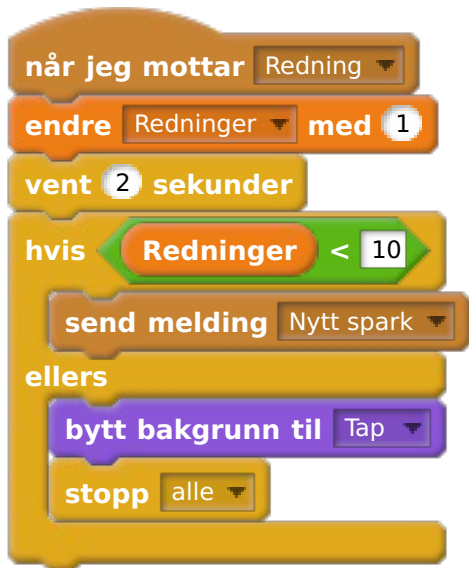 når jeg mottar Redning
endre Redninger med 1
vent 2 sekunder
hvis Redninger < 10
send melding Nytt spark
ellers
bytt bakgrunn til Tap
stopp alle